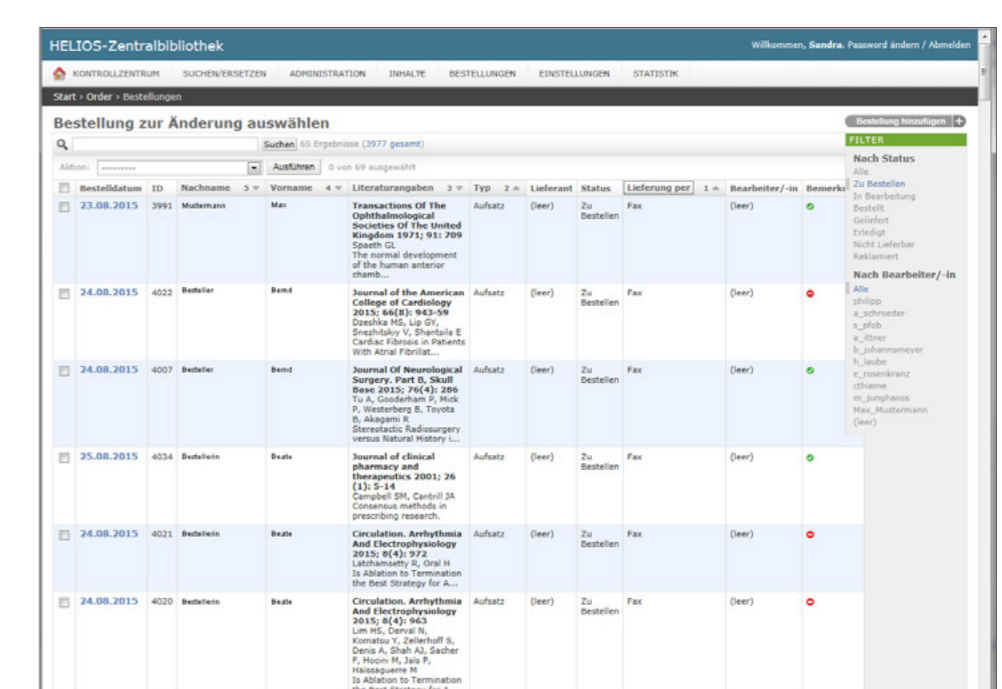 HELIOS-Zentralbibliothek
Willkommen, Sandra. Password ändern / Abmelden
KONTROLLZENTRUM SUCHEN/ERSETZEN ADMINISTRATION INHALTE BESTELLUNGEN EINSTELLUNGEN STATISTIK
Start › Order › Bestellungen
Bestellung zur Änderung auswählen
Bestellung hinzufügen +
Suchen 69 Ergebnisse (3977 gesamt)
Aktion: --------- Ausführen 0 von 69 ausgewählt
Bestelldatum ID Nachname 5 Vorname 4 Literaturangaben 3 Typ 2 Lieferant Status Lieferung per 1 Bearbeiter/-in
23.08.2015 3991 Mustermann Max Transactions Of The Aufsatz (leer) Zu Fax (leer)
Ophthalmological Bestellen
Societies Of The United
Kingdom 1971; 91: 709
Spaeth GL
The normal development
of the human anterior
chamb...
24.08.2015 4022 Besteller Bernd Journal of the American Aufsatz (leer) Zu Fax (leer)
College of Cardiology Bestellen
2015; 66(8): 943-59
Dzeshka MS, Lip GY,
Snezhitskiy V, Shantsila E
Cardiac Fibrosis in Patients
With Atrial Fibrillat...
24.08.2015 4007 Besteller Bernd Journal Of Neurological Aufsatz (leer) Zu Fax (leer)
Surgery. Part B, Skull Bestellen
Base 2015; 76(4): 286
Tu A, Gooderham P, Mick
P, Westerberg B, Toyota
B, Akagami R
Stereotactic Radiosurgery
versus Natural History i...
25.08.2015 4034 Bestellerin Beate Journal of clinical Aufsatz (leer) Zu Fax (leer)
pharmacy and Bestellen
therapeutics 2001; 26
(1): 5-14
Campbell SM, Cantrill JA
Consensus methods in
prescribing research.
24.08.2015 4021 Bestellerin Beate Circulation. Arrhythmia Aufsatz (leer) Zu Fax (leer)
And Electrophysiology Bestellen
2015; 8(4): 972
Latchamsetty R, Oral H
Is Ablation to Termination
the Best Strategy for A...
24.08.2015 4020 Bestellerin Beate Circulation. Arrhythmia Aufsatz (leer) Zu Fax (leer)
And Electrophysiology Bestellen
2015; 8(4): 963
Lim HS, Derval N,
Komatsu Y, Zellerhoff S,
Denis A, Shah AJ, Sacher
F, Hocini M, Jaïs P,
Haïssaguerre M
Is Ablation to Termination
FILTER
Nach Status
Alle
Zu Bestellen
In Bearbeitung
Bestellt
Geliefert
Erledigt
Nicht Lieferbar
Reklamiert
Nach Bearbeiter/-in
Alle
philipp
a_schroeder
s_pfob
a_ittner
b_johannsmeyer
h_laube
e_rosenkranz
cthieme
m_junghanss
Max_Mustermann
(leer)